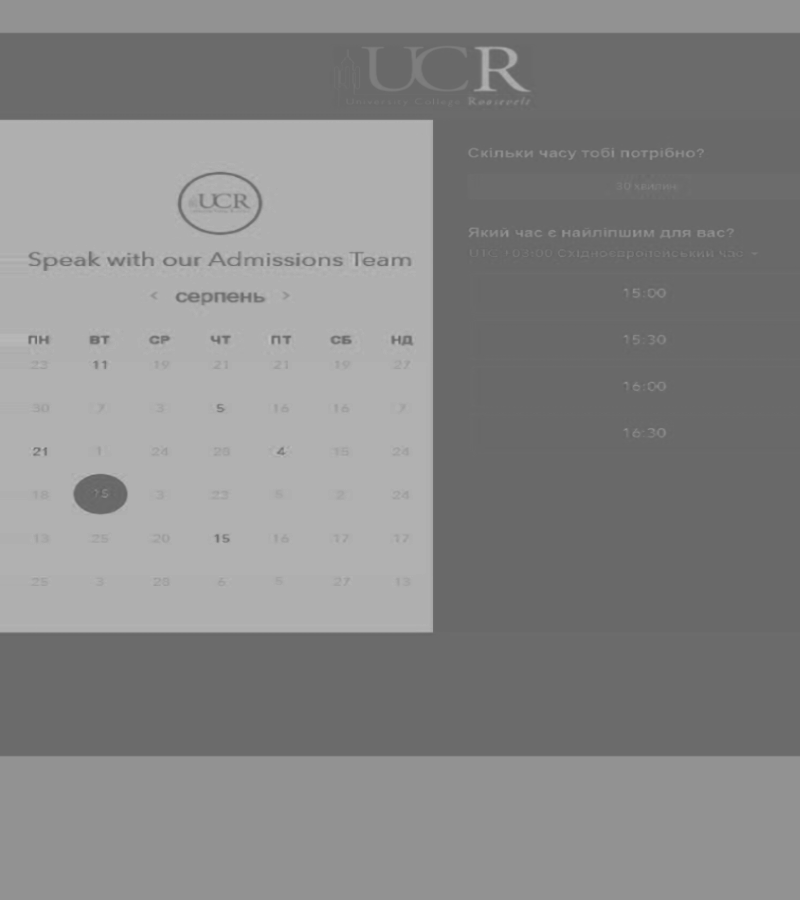 UCR
University College Roosevelt
UCR
Speak with our Admissions Team
< серпень >
ПН ВТ СР ЧТ ПТ СБ НД
23 11 19 21 21 19 27
30 7 3 5 16 16 7
21 1 24 4 15 24
18 15 3 23 2 24
13 25 20 15 16 17 17
25 3 6 27 13
Скільки часу тобі потрібно?
30 хвилин
Який час є найліпшим для вас?
UTC +03:00 Східноєвропейський час
15:00
15:30
16:00
16:30